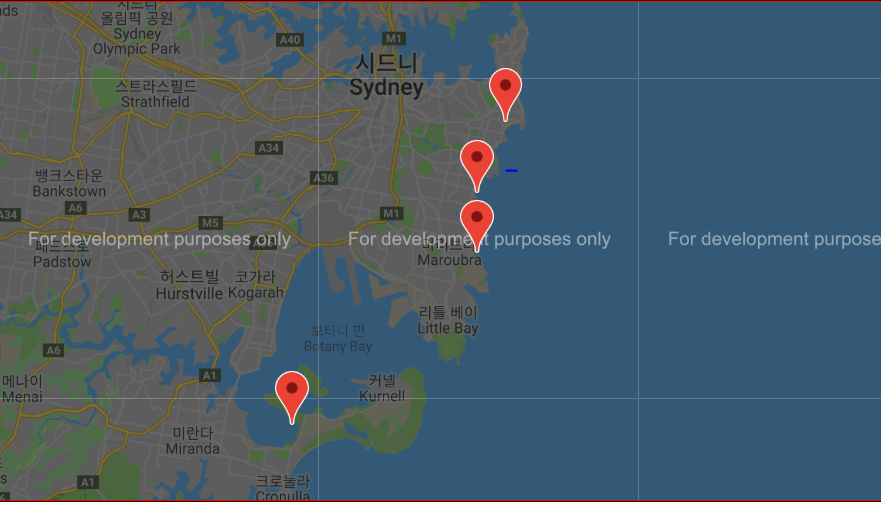 nds
시드니
올림픽 공원
Sydney
Olympic Park
A40
M1
시드니
Sydney
스트라스필드
Strathfield
A34
A36
뱅크스타운
Bankstown
A34
A6
A3
M5
M1
For development purposes only
For development purposes only
For development purpose
Padstow
Maroubra
허스트빌
Hurstville
코가라
Kogarah
리틀 베이
Little Bay
보타니 만
Botany Bay
A6
A1
메나이
Menai
커넬
Kurnell
미란다
Miranda
크로눌라
Cronulla
A1
s